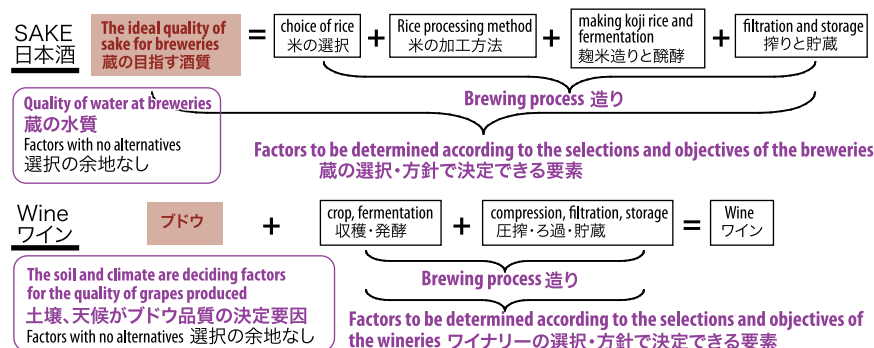 SAKE
日本酒
The ideal quality of
sake for breweries
蔵の目指す酒質
=
choice of rice
米の選択
+
Rice processing method
米の加工方法
+
making koji rice and
fermentation
麹米造りと醗酵
+
filtration and storage
搾りと貯蔵
Brewing process 造り
Quality of water at breweries
蔵の水質
Factors with no alternatives
選択の余地なし
Factors to be determined according to the selections and objectives of the breweries
蔵の選択・方針で決定できる要素
Wine
ワイン
ブドウ
+
crop, fermentation
収穫・発酵
+
compression, filtration, storage
圧搾・ろ過・貯蔵
=
Wine
ワイン
Brewing process 造り
The soil and climate are deciding factors
for the quality of grapes produced
土壌、天候がブドウ品質の決定要因
Factors with no alternatives 選択の余地なし
Factors to be determined according to the selections and objectives of
the wineries ワイナリーの選択・方針で決定できる要素